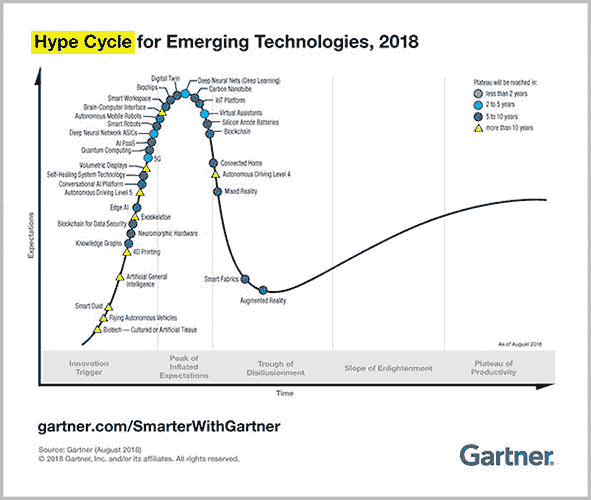 Hype Cycle for Emerging Technologies, 2018
Plateau will be reached in:
less than 2 years
2 to 5 years
5 to 10 years
more than 10 years
Expectations
Digital Twin
Biochips
Smart Workspace
Brain-Computer Interface
Autonomous Mobile Robots
Smart Robots
Deep Neural Network ASICs
AI PaaS
Quantum Computing
5G
Volumetric Displays
Self-Healing System Technology
Conversational AI Platform
Autonomous Driving Level 5
Edge AI
Exoskeleton
Blockchain for Data Security
Neuromorphic Hardware
Knowledge Graphs
4D Printing
Artificial General
Intelligence
Smart Dust
Flying Autonomous Vehicles
Biotech — Cultured or Artificial Tissue
Deep Neural Nets (Deep Learning)
Carbon Nanotube
IoT Platform
Virtual Assistants
Silicon Anode Batteries
Blockchain
Connected Home
Autonomous Driving Level 4
Mixed Reality
Smart Fabrics
Augmented Reality
As of August 2018
Innovation
Trigger
Peak of
Inflated
Expectations
Trough of
Disillusionment
Slope of Enlightenment
Plateau of
Productivity
Time
gartner.com/SmarterWithGartner
Source: Gartner (August 2018)
© 2018 Gartner, Inc. and/or its affiliates. All rights reserved.
Gartner.